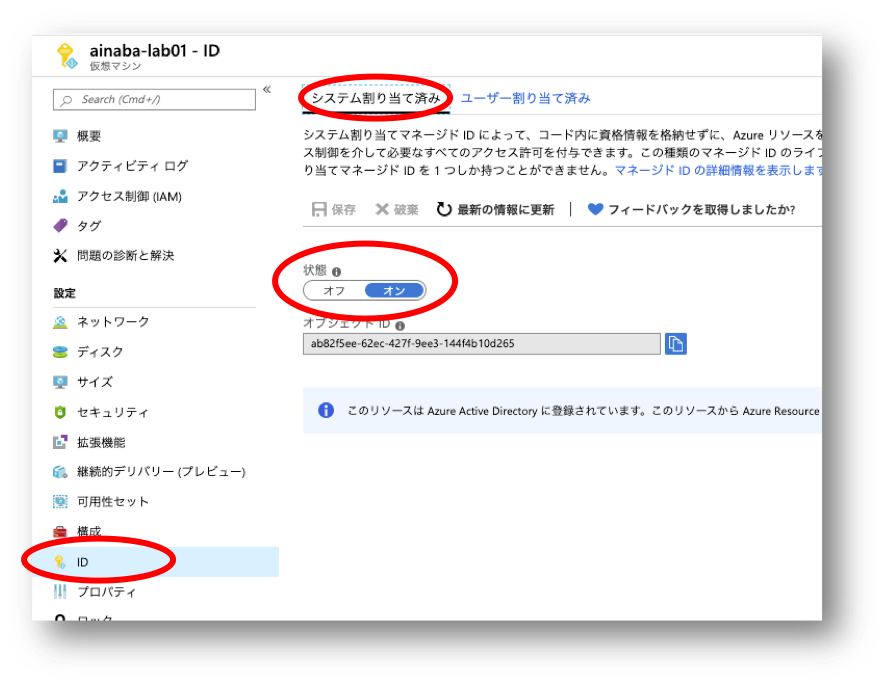 ainaba-lab01 - ID
仮想マシン
Search (Cmd+/)
概要
アクティビティ ログ
アクセス制御 (IAM)
タグ
問題の診断と解決
設定
ネットワーク
ディスク
サイズ
セキュリティ
拡張機能
継続的デリバリー (プレビュー)
可用性セット
構成
ID
プロパティ
ロック
システム割り当て済み ユーザー割り当て済み
システム割り当てマネージド ID によって、コード内に資格情報を格納せずに、Azure リソースを
ス制御を介して必要なすべてのアクセス許可を付与できます。この種類のマネージド ID のライフ
り当てマネージド ID を 1 つしか持つことができません。マネージド ID の詳細情報を表示します
保存 破棄 最新の情報に更新 | フィードバックを取得しましたか?
状態
オフ オン
オブジェクト ID
ab82f5ee-62ec-427f-9ee3-144f4b10d265
このリソースは Azure Active Directory に登録されています。このリソースから Azure Resource